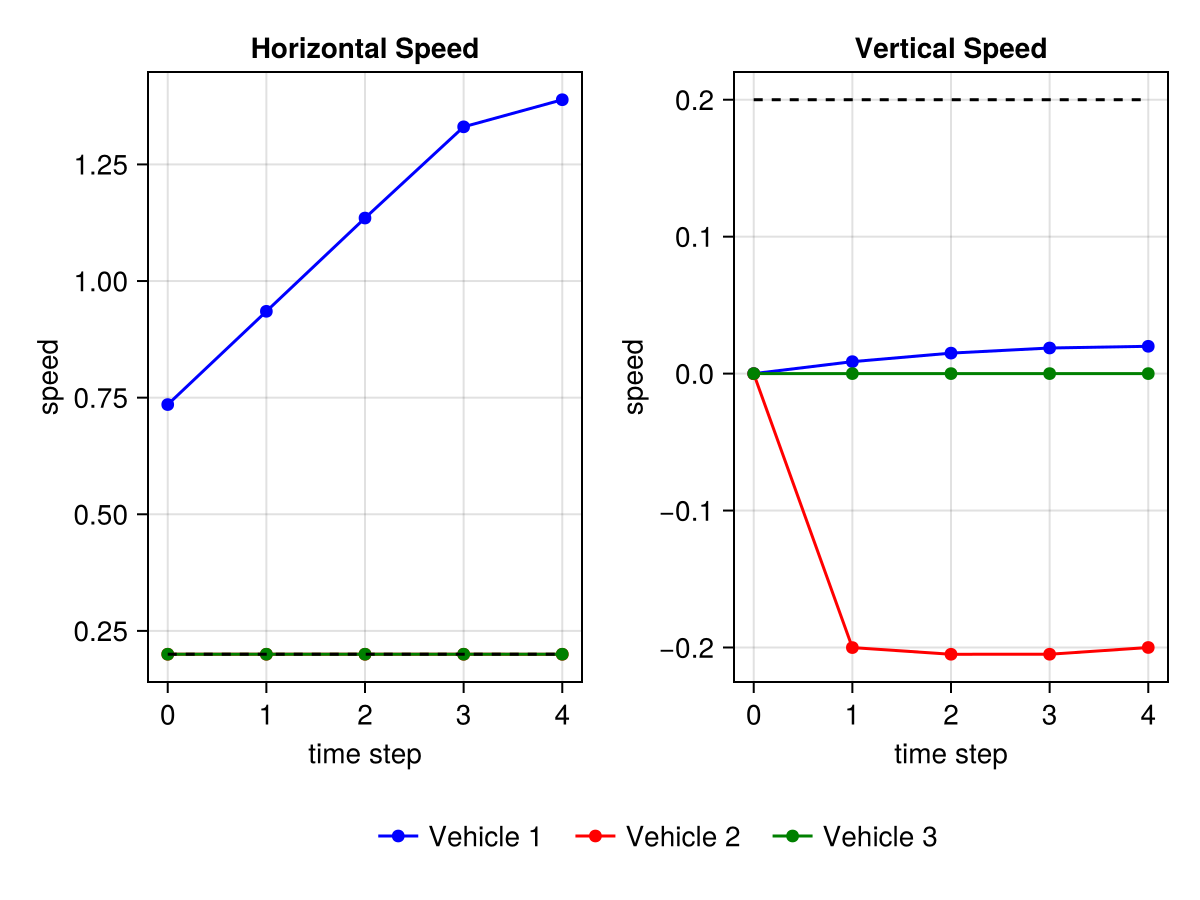 Horizontal Speed
speed
1.25
1.00
0.75
0.50
0.25
0 1 2 3 4
time step
Vertical Speed
speed
0.2
0.1
0.0
−0.1
−0.2
0 1 2 3 4
time step
Vehicle 1 Vehicle 2 Vehicle 3